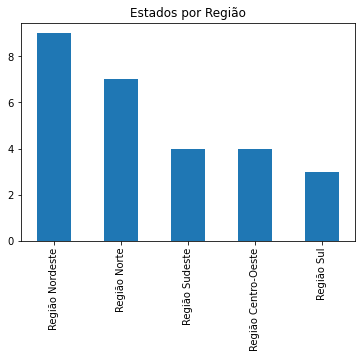 Estados por Região
8
6
4
2
0
Região Nordeste
Região Norte
Região Sudeste
Região Centro-Oeste
Região Sul